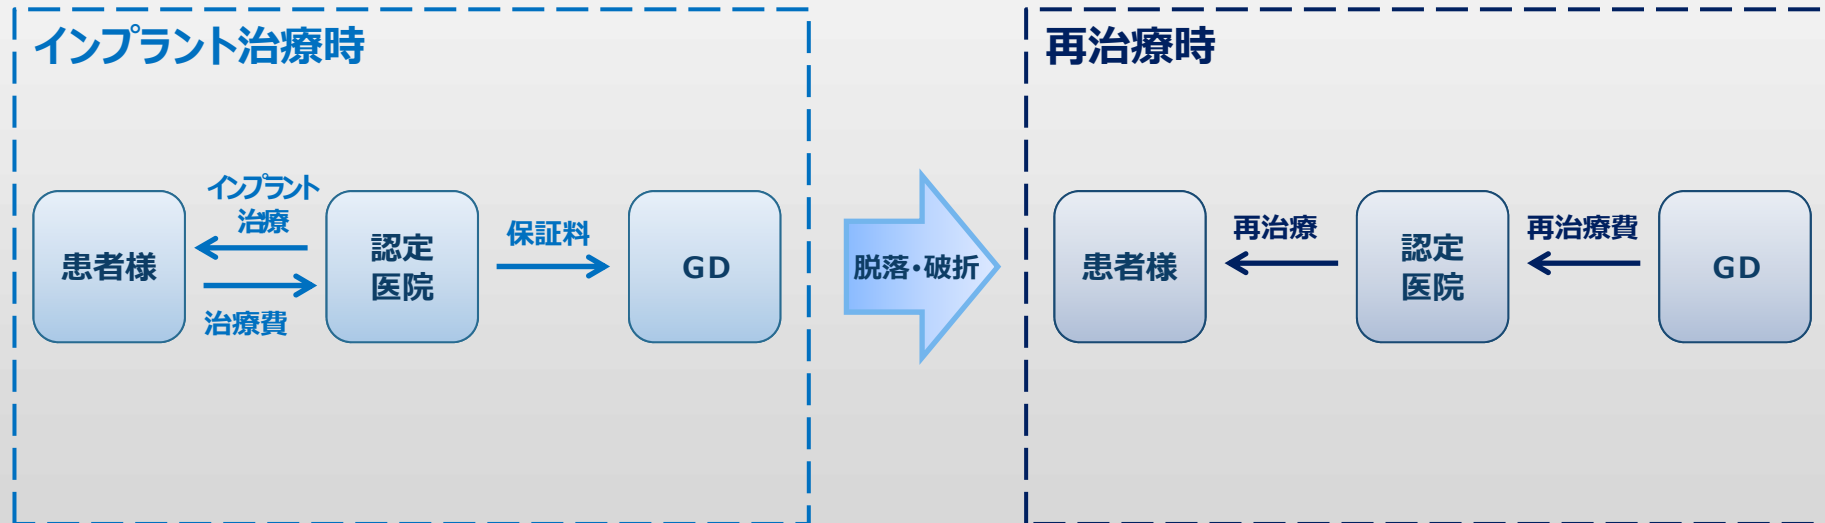 インプラント治療時
インプラント
治療
患者様
治療費
認定
医院
保証料
GD
脱落・破折
再治療時
患者様
再治療
認定
医院
再治療費
GD